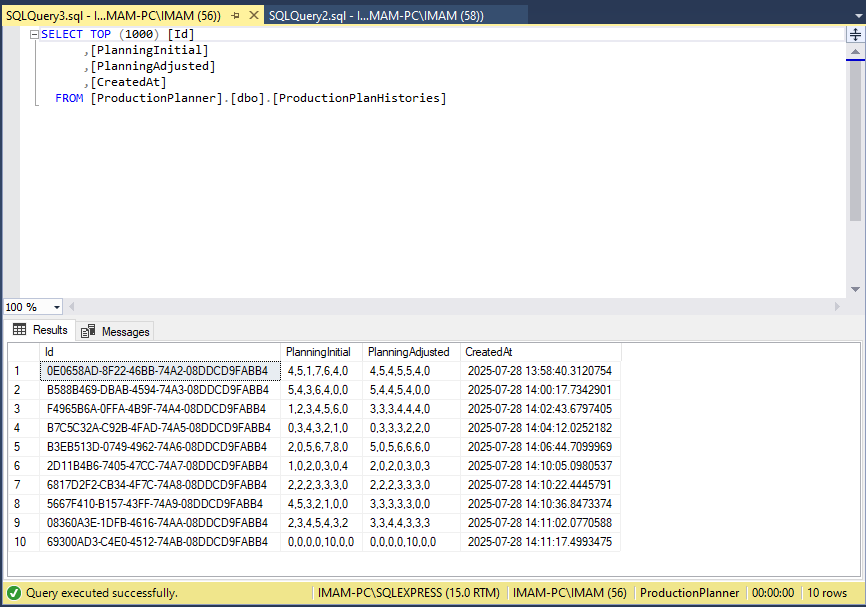 SQLQuery3.sql - I...MAM-PC\IMAM (56)) SQLQuery2.sql - I...MAM-PC\IMAM (58))
SELECT TOP (1000) [Id]
,[PlanningInitial]
,[PlanningAdjusted]
,[CreatedAt]
FROM [ProductionPlanner].[dbo].[ProductionPlanHistories]
100 %
Results Messages
Id PlanningInitial PlanningAdjusted CreatedAt
1 0E0658AD-8F22-46BB-74A2-08DDCD9FABB4 4,5,1,7,6,4,0 4,5,4,5,5,4,0 2025-07-28 13:58:40.3120754
2 B588B469-DBAB-4594-74A3-08DDCD9FABB4 5,4,3,6,4,0,0 5,4,4,5,4,0,0 2025-07-28 14:00:17.7342901
3 F4965B6A-0FFA-4B9F-74A4-08DDCD9FABB4 1,2,3,4,5,6,0 3,3,3,4,4,4,0 2025-07-28 14:02:43.6797405
4 B7C5C32A-C92B-4FAD-74A5-08DDCD9FABB4 0,3,4,3,2,1,0 0,3,3,3,2,2,0 2025-07-28 14:04:12.0252182
5 B3EB513D-0749-4962-74A6-08DDCD9FABB4 2,0,5,6,7,8,0 5,0,5,6,6,6,0 2025-07-28 14:06:44.7099969
6 2D11B4B6-7405-47CC-74A7-08DDCD9FABB4 1,0,2,0,3,0,4 2,0,2,0,3,0,3 2025-07-28 14:10:05.0980537
7 6817D2F2-CB34-4F7C-74A8-08DDCD9FABB4 2,2,2,3,3,3,0 2,2,2,3,3,3,0 2025-07-28 14:10:22.4445791
8 5667F410-B157-43FF-74A9-08DDCD9FABB4 4,5,3,2,1,0,0 3,3,3,3,3,0,0 2025-07-28 14:10:36.8473374
9 08360A3E-1DFB-4616-74AA-08DDCD9FABB4 2,3,4,5,4,3,2 3,3,4,4,3,3,3 2025-07-28 14:11:02.0770588
10 69300AD3-C4E0-4512-74AB-08DDCD9FABB4 0,0,0,0,10,0,0 0,0,0,0,10,0,0 2025-07-28 14:11:17.4993475
Query executed successfully. IMAM-PC\SQLEXPRESS (15.0 RTM) IMAM-PC\IMAM (56) ProductionPlanner 00:00:00 10 rows